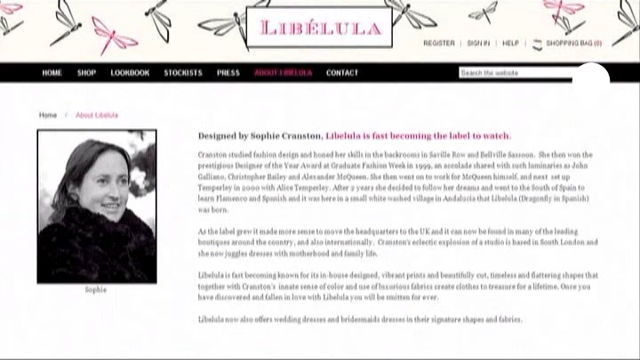 LIBÉLULA
REGISTER | SIGN IN | HELP | SHOPPING BAG (0)
HOME SHOP LOOKBOOK STOCKISTS PRESS ABOUT LIBÉLULA CONTACT
Search the website
Home / About Libélula
Designed by Sophie Cranston, Libelula is fast becoming the label to watch.
Cranston studied fashion design and honed her skills in the backrooms in Saville Row and Bellville Sassoon. She then won the
prestigious Designer of the Year Award at Graduate Fashion Week in 1999, an accolade shared with such luminaries as John
Galliano, Christopher Bailey and Alexander McQueen. She then went on to work for McQueen himself, and next set up
Temperley in 2000 with Alice Temperley. After 2 years she decided to follow her dreams and went to the South of Spain to
learn Flamenco and Spanish and it was here in a small white washed village in Andalucia that Libelula (Dragonfly in Spanish)
was born.
As the label grew it made more sense to move the headquarters to the UK and it can now be found in many of the leading
boutiques around the country, and also internationally. Cranston's eclectic explosion of a studio is based in South London and
she now juggles dresses with motherhood and family life.
Libelula is fast becoming known for its in-house designed, vibrant prints and beautifully cut, timeless and flattering shapes that
together with Cranston's innate sense of color and use of luxurious fabrics create clothes to treasure for a lifetime. Once you
have discovered and fallen in love with Libelula you will be smitten for ever.
Libelula now also offers wedding dresses and bridesmaids dresses in their signature shapes and fabrics.
Sophie